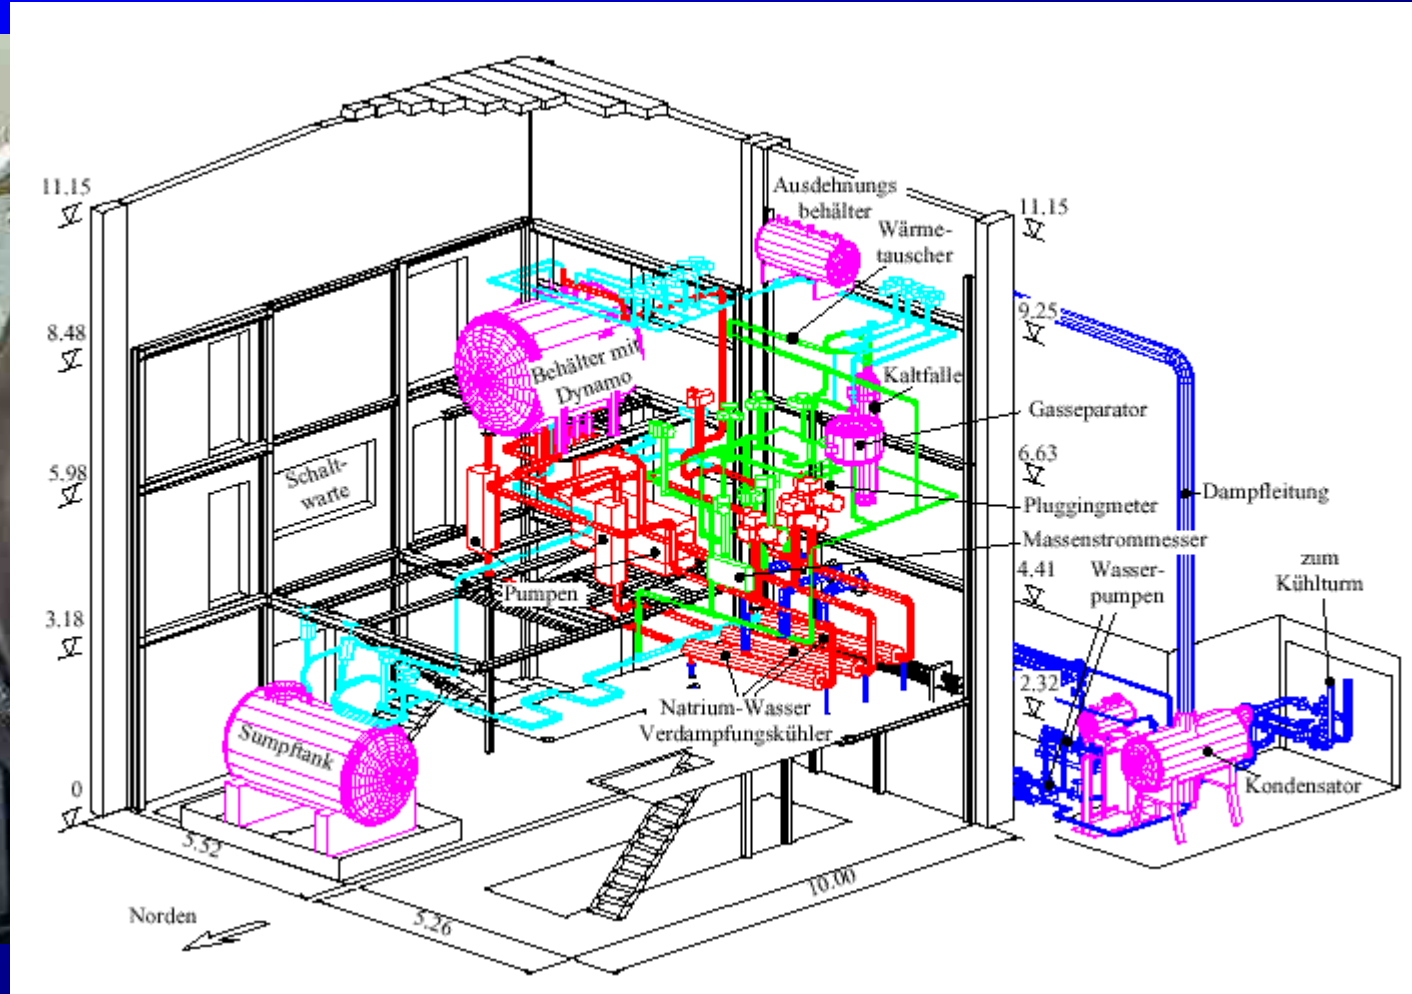 11.15
8.48
5.98
3.18
0
Ausdehnungs
behälter
Wärme-
tauscher
11.15
9.25
Behälter mit
Dynamo
Kaltfalle
Gasseparator
6.63
Schalt-
warte
Dampfleitung
Pluggingmeter
Massenstrommesser
4.41
Wasser-
pumpen
zum
Kühlturm
Pumpen
2.32
Natrium-Wasser
Verdampfungskühler
Sumpftank
Kondensator
5.52
5.26
10.00
Norden